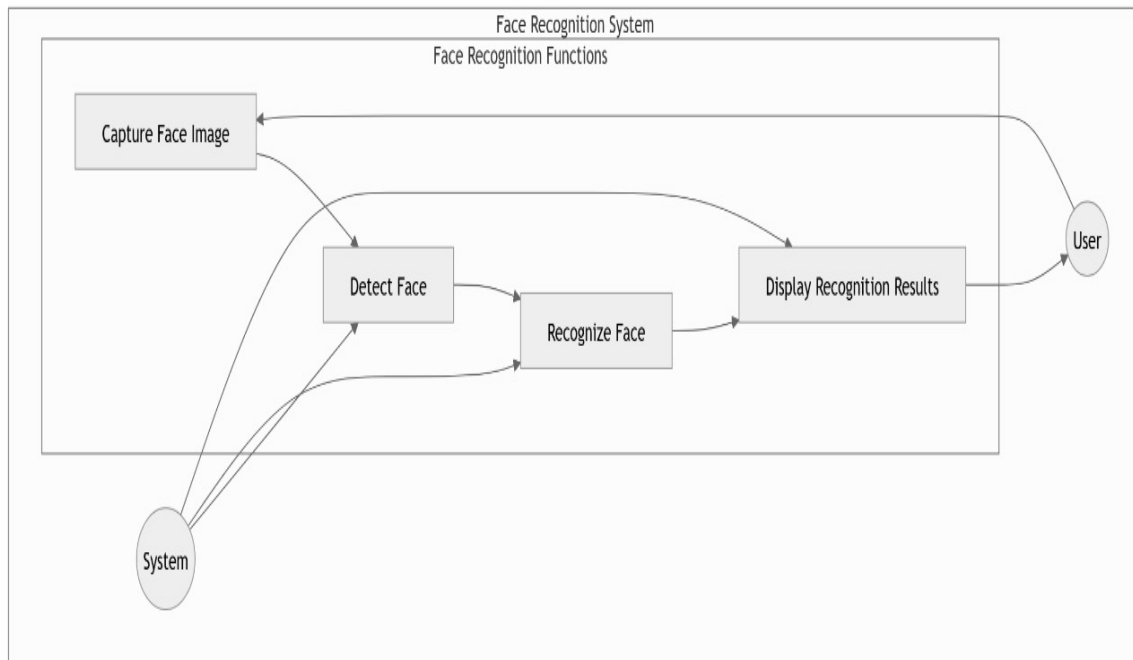 Face Recognition System
Face Recognition Functions
Capture Face Image
Detect Face
Recognize Face
Display Recognition Results
User
System